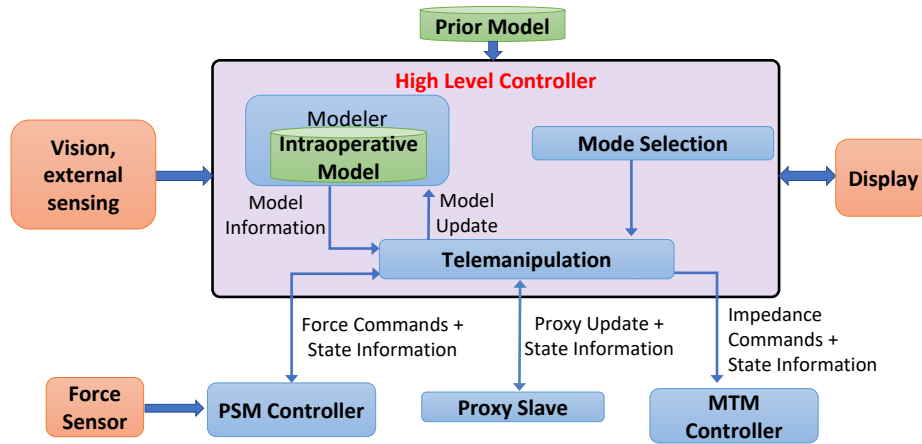 Prior Model
High Level Controller
Modeler
Intraoperative
Model
Mode Selection
Vision,
external
sensing
Display
Model
Information
Model
Update
Telemanipulation
Force Commands +
State Information
Proxy Update +
State Information
Impedance
Commands +
State Information
Force
Sensor
PSM Controller
Proxy Slave
MTM
Controller